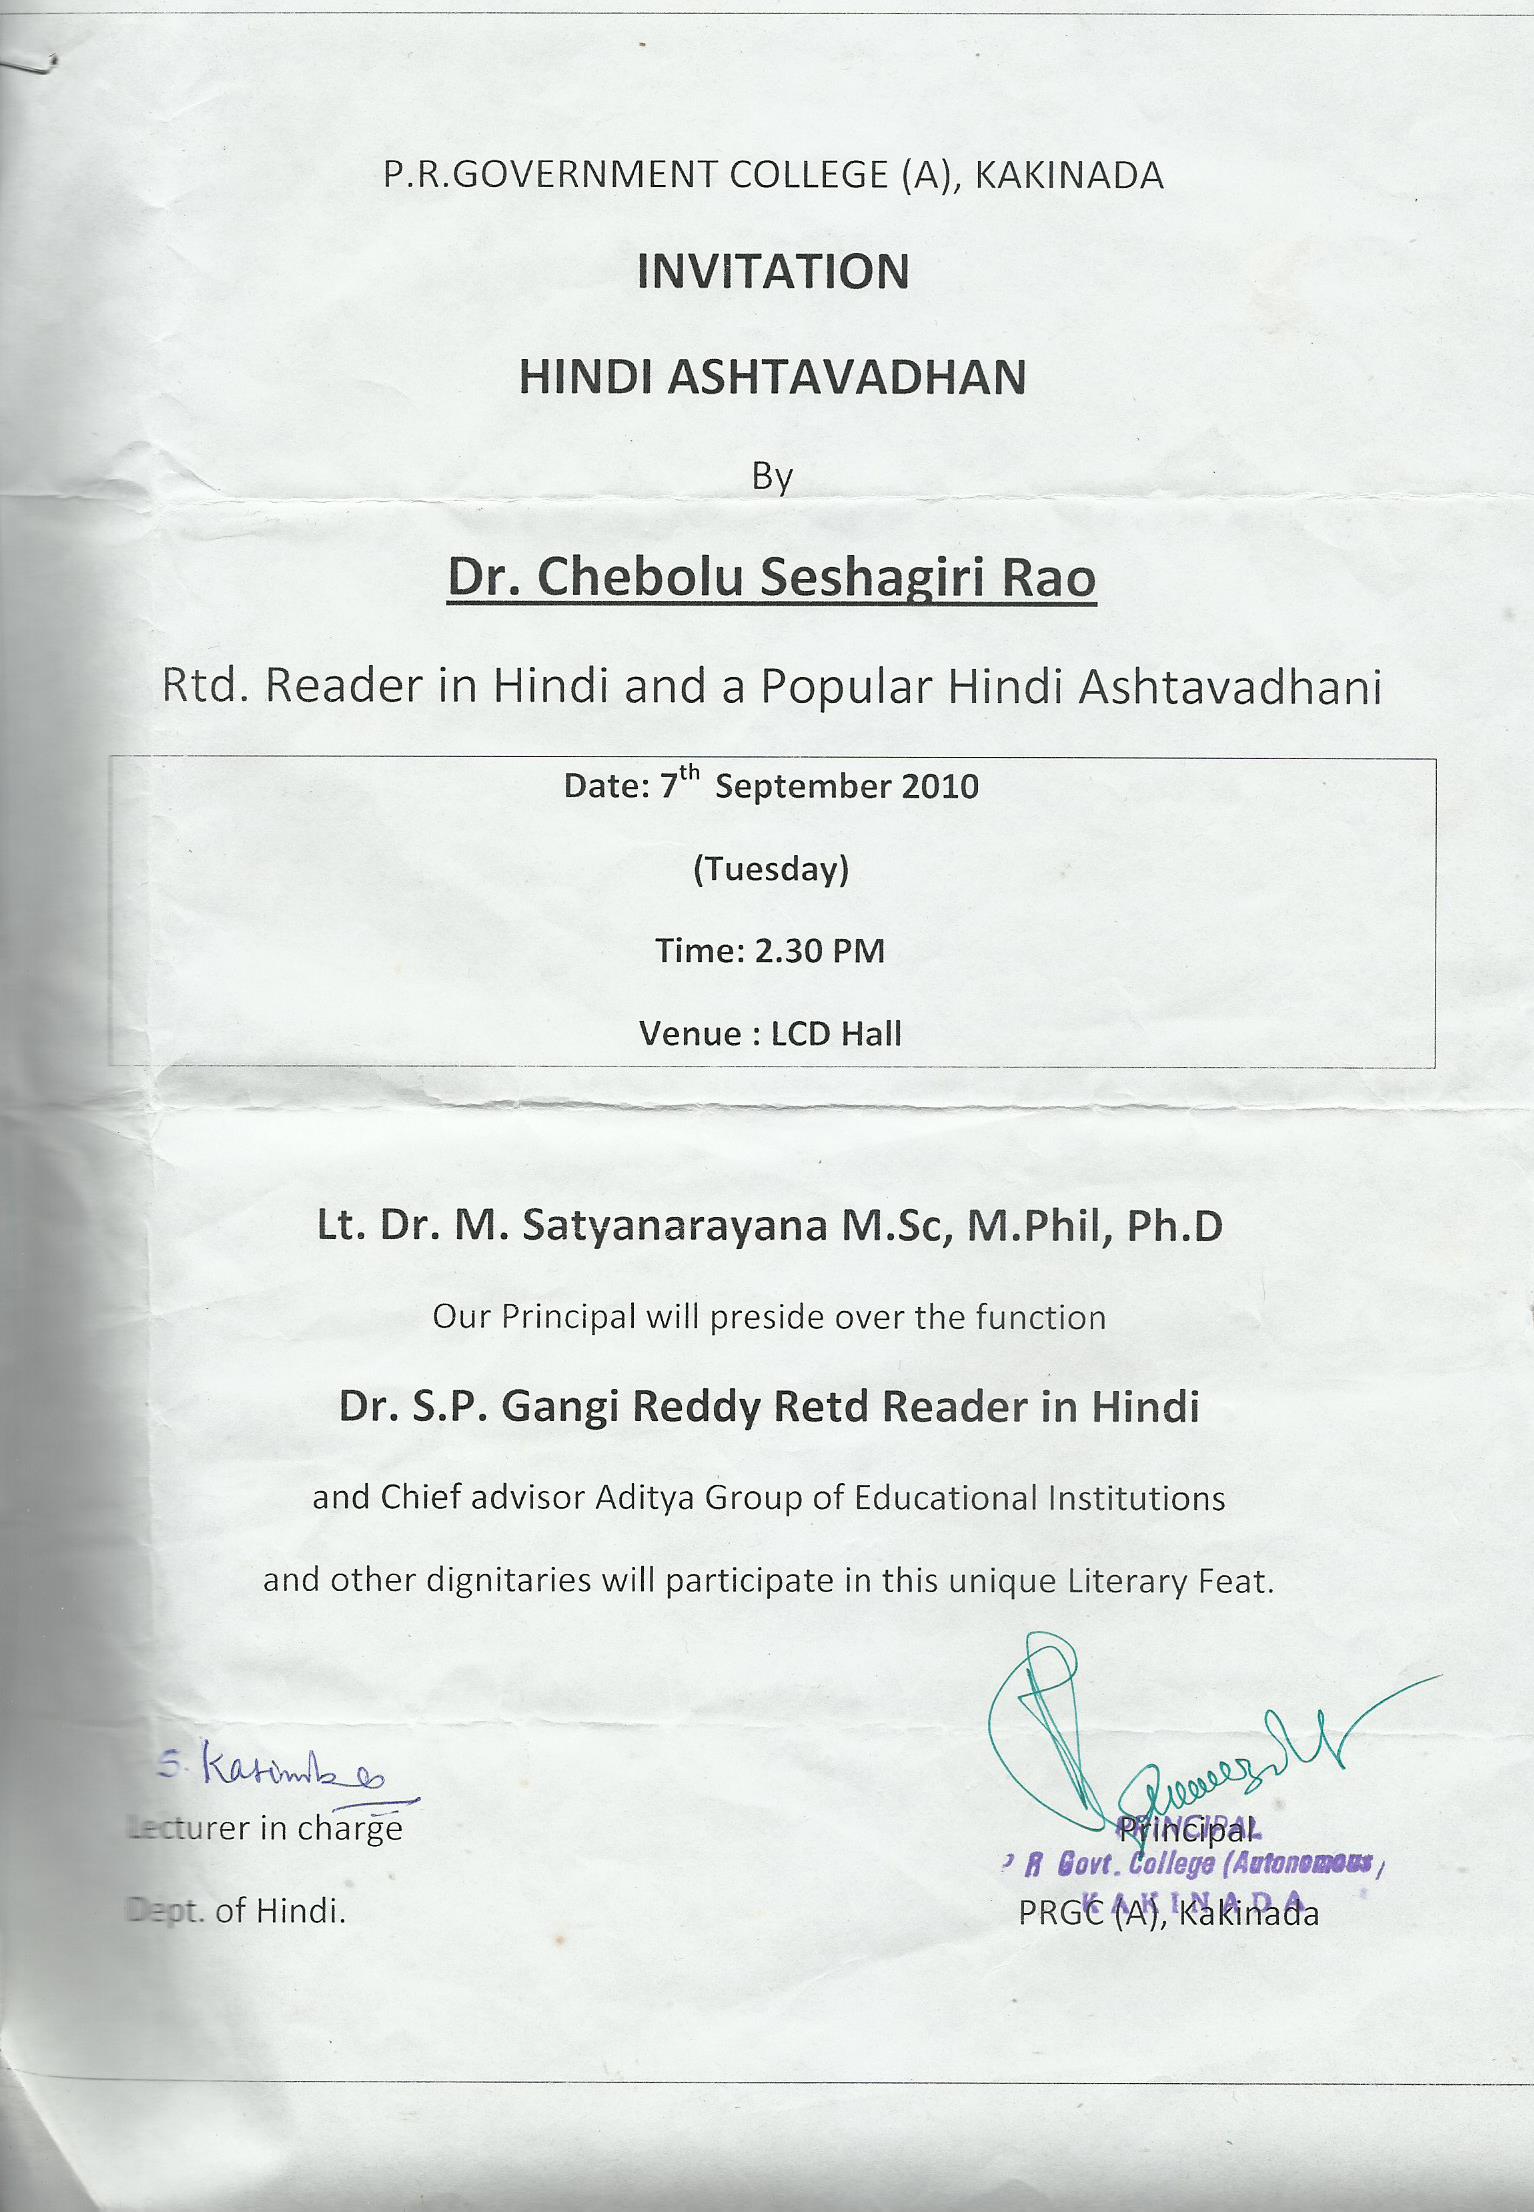 P.R.GOVERNMENT COLLEGE (A), KAKINADA
INVITATION
HINDI ASHTAVADHAN
By
Dr. Chebolu Seshagiri Rao
Rtd. Reader in Hindi and a Popular Hindi Ashtavadhani
Date: 7th September 2010
(Tuesday)
Time: 2.30 PM
Venue : LCD Hall
Lt. Dr. M. Satyanarayana M.Sc, M.Phil, Ph.D
Our Principal will preside over the function
Dr. S.P. Gangi Reddy Retd Reader in Hindi
and Chief advisor Aditya Group of Educational Institutions
and other dignitaries will participate in this unique Literary Feat.
S.
Lecturer in charge
Dept. of Hindi.
Principal
PRINCIPAL
P R Govt. College (Autonomous)
KAKINADA
PRGC (A), Kakinada